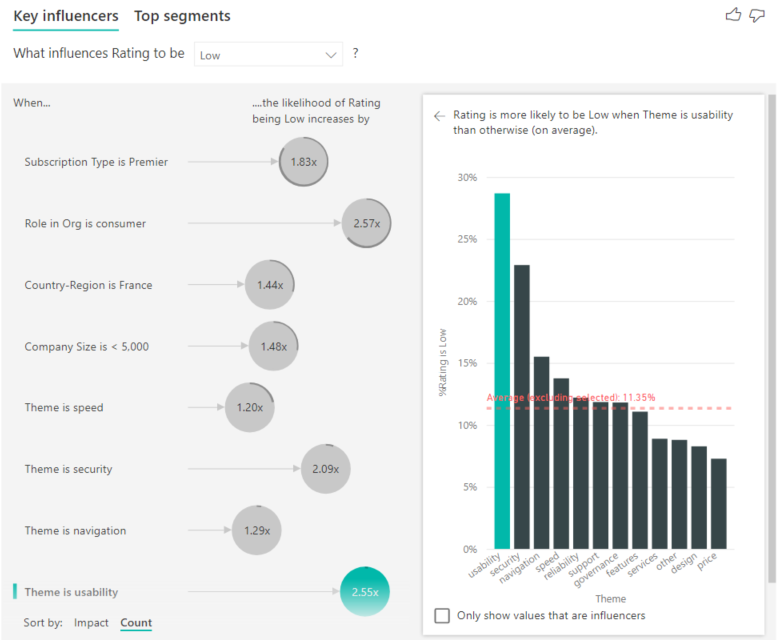 Key influencers Top segments
What influences Rating to be Low ?
When...
....the likelihood of Rating
being Low increases by
Subscription Type is Premier 1.83x
Role in Org is consumer 2.57x
Country-Region is France 1.44x
Company Size is < 5,000 1.48x
Theme is speed 1.20x
Theme is security 2.09x
Theme is navigation 1.29x
Theme is usability 2.55x
Sort by: Impact Count
Rating is more likely to be Low when Theme is usability
than otherwise (on average).
%Rating is Low
30%
25%
20%
15%
10%
5%
0%
Average (excluding selected): 11.35%
usability
security
navigation
speed
reliability
support
governance
features
services
other
design
price
Theme
Only show values that are influencers